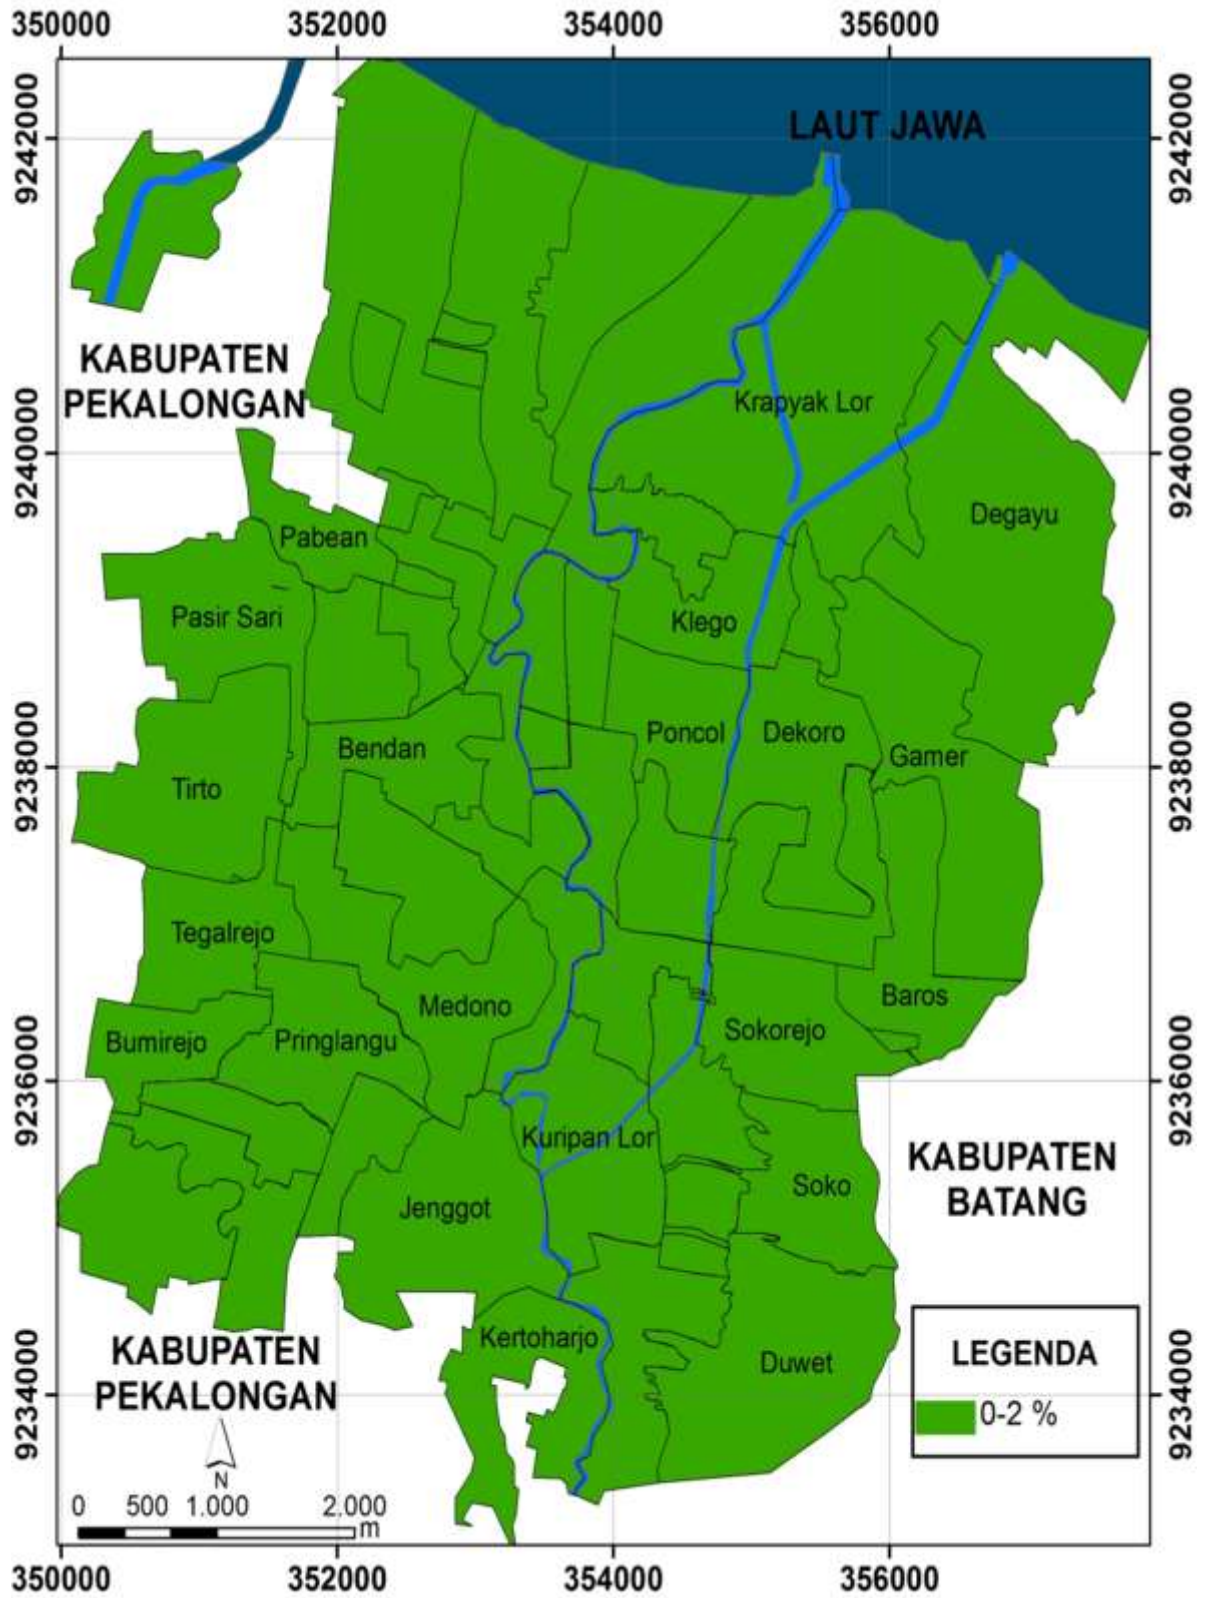 350000 352000 354000 356000
9242000
9242000
LAUT JAWA
KABUPATEN
PEKALONGAN
Krapyak Lor
9240000
9240000
Degayu
Pabean
Pasir Sari
Klego
Poncol
Dekoro
Bendan
Gamer
9238000
9238000
Tirto
Tegalrejo
Medono
Baros
Sokorejo
Bumirejo
Pringlangu
9236000
9236000
Kuripan Lor
KABUPATEN
BATANG
Soko
Jenggot
Kertoharjo
KABUPATEN
PEKALONGAN
Duwet
LEGENDA
0-2 %
9234000
9234000
N
0 500 1.000 2.000
m
350000 352000 354000 356000